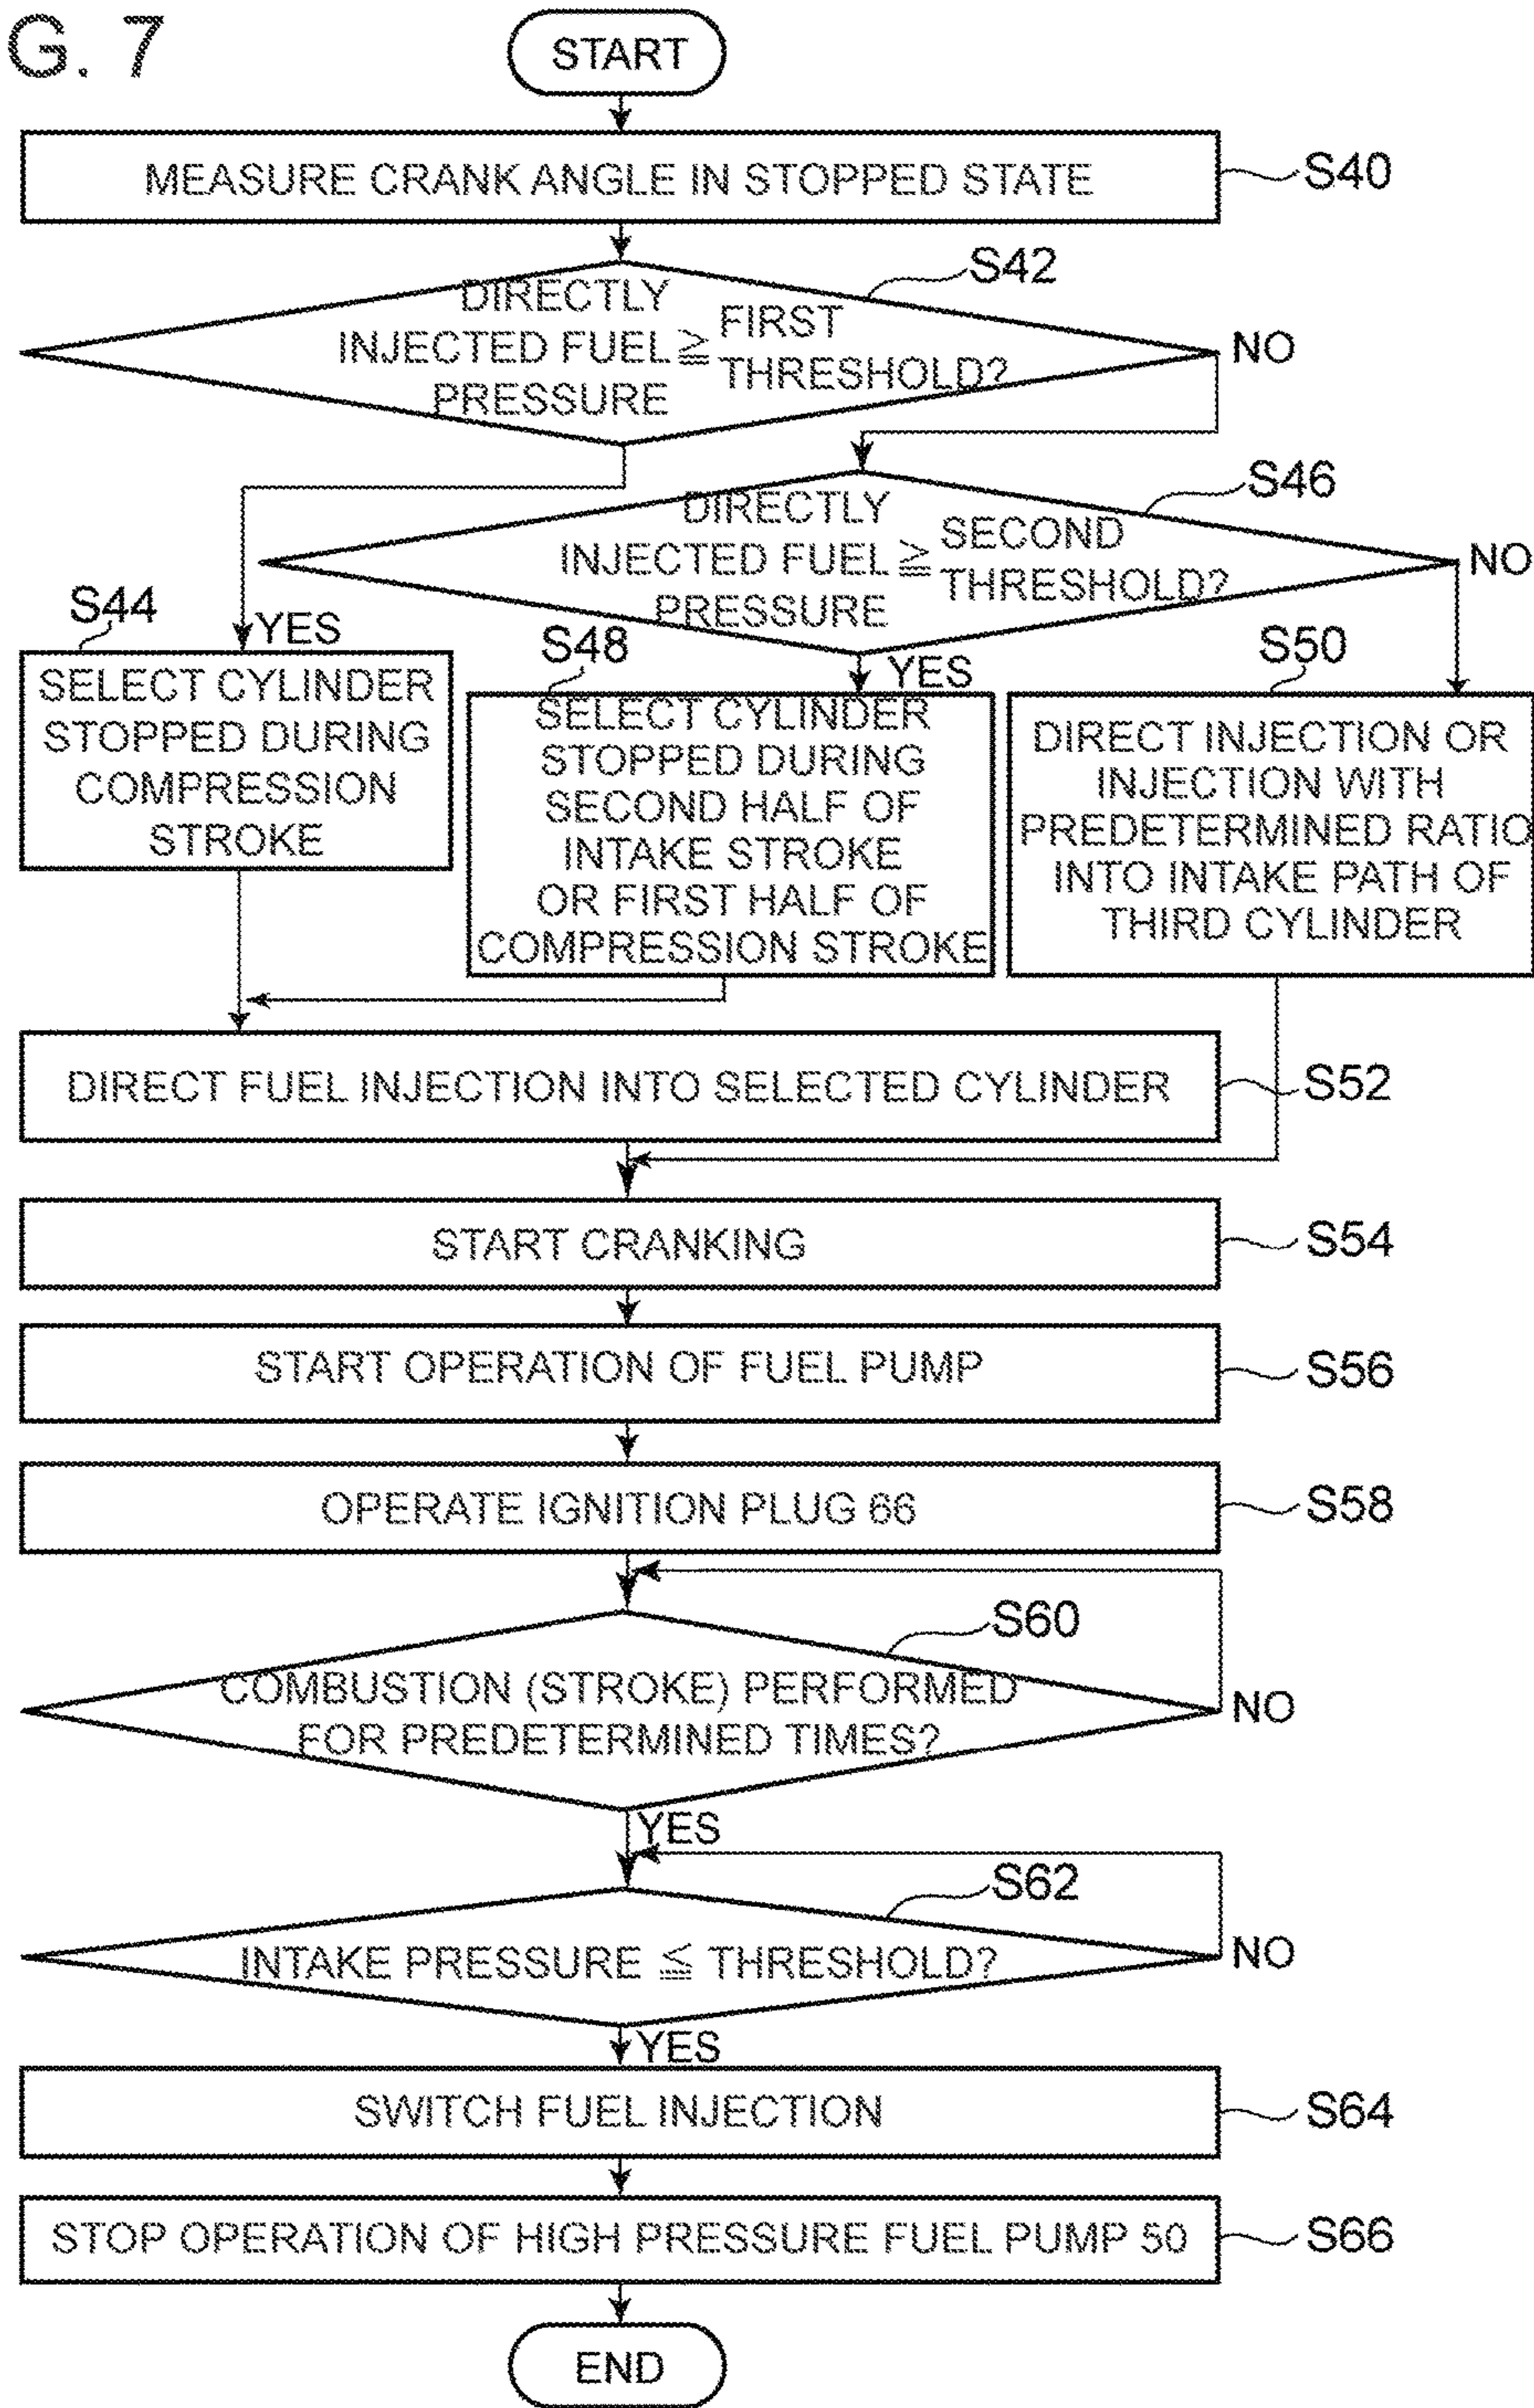 G. 7
START
MEASURE CRANK ANGLE IN STOPPED STATE
S40
S42
DIRECTLY
INJECTED FUEL
PRESSURE
≧
FIRST
THRESHOLD?
NO
S46
DIRECTLY
INJECTED FUEL
PRESSURE
≧
SECOND
THRESHOLD?
NO
S44
YES
SELECT CYLINDER
STOPPED DURING
COMPRESSION
STROKE
S48
YES
SELECT CYLINDER
STOPPED DURING
SECOND HALF OF
INTAKE STROKE
OR FIRST HALF OF
COMPRESSION STROKE
S50
DIRECT INJECTION OR
INJECTION WITH
PREDETERMINED RATIO
INTO INTAKE PATH OF
THIRD CYLINDER
DIRECT FUEL INJECTION INTO SELECTED CYLINDER
S52
START CRANKING
S54
START OPERATION OF FUEL PUMP
S56
OPERATE IGNITION PLUG 66
S58
S60
COMBUSTION (STROKE) PERFORMED
FOR PREDETERMINED TIMES?
NO
YES
S62
INTAKE PRESSURE ≦ THRESHOLD?
NO
YES
SWITCH FUEL INJECTION
S64
STOP OPERATION OF HIGH PRESSURE FUEL PUMP 50
S66
END